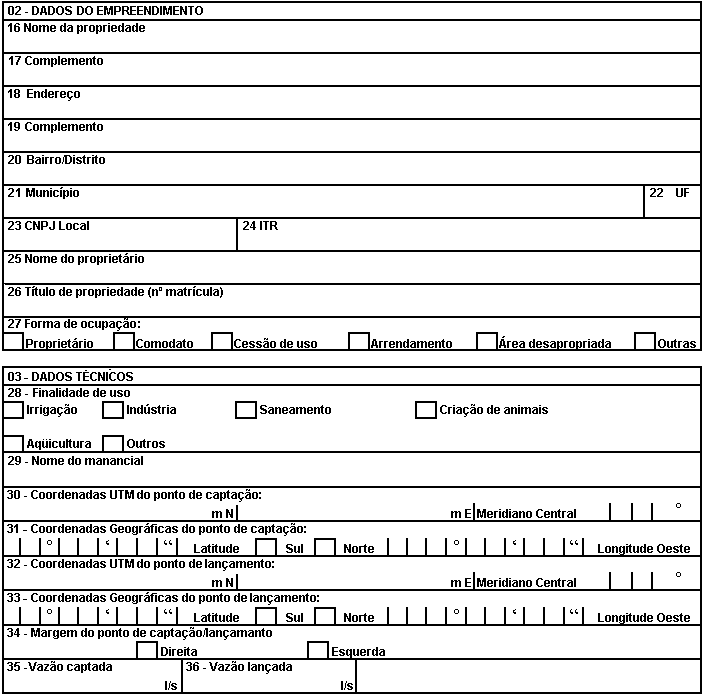 02 - DADOS DO EMPREENDIMENTO
16 Nome da propriedade
17 Complemento
18 Endereço
19 Complemento
20 Bairro/Distrito
21 Município 22 UF
23 CNPJ Local 24 ITR
25 Nome do proprietário
26 Título de propriedade (nº matrícula)
27 Forma de ocupação:
Proprietário Comodato Cessão de uso Arrendamento Área desapropriada Outras
03 - DADOS TÉCNICOS
28 - Finalidade de uso
Irrigação Indústria Saneamento Criação de animais
Aqüicultura Outros
29 - Nome do manancial
30 - Coordenadas UTM do ponto de captação:
m N m E Meridiano Central °
31 - Coordenadas Geográficas do ponto de captação:
° ‘ “ Latitude Sul Norte ° ‘ “ Longitude Oeste
32 - Coordenadas UTM do ponto de lançamento:
m N m E Meridiano Central °
33 - Coordenadas Geográficas do ponto de lançamento:
° ‘ “ Latitude Sul Norte ° ‘ “ Longitude Oeste
34 - Margem do ponto de captação/lançamanto
Direita Esquerda
35 - Vazão captada 36 - Vazão lançada
l/s l/s